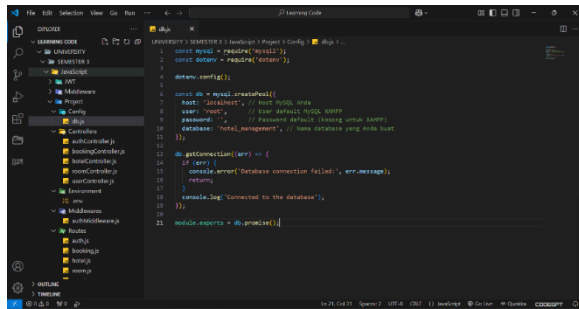 File Edit Selection View Go Run ...
Learning Code
EXPLORER
LEARNING CODE
UNIVERSITY
SEMESTER 3
JavaScript
IWT
Middleware
Project
Config
db.js
Controllers
authController.js
bookingController.js
hotelController.js
roomController.js
userController.js
Environment
.env
Middlewares
authMiddleware.js
Routes
auth.js
booking.js
hotel.js
room.js
OUTLINE
TIMELINE
db.js
UNIVERSITY > SEMESTER 3 > JavaScript > Project > Config > db.js > ...
1 const mysql = require('mysql2');
2 const dotenv = require('dotenv');
3
4 dotenv.config();
5
6 const db = mysql.createPool({
7 host: 'localhost', // Host MySQL Anda
8 user: 'root', // User default MySQL XAMPP
9 password: '', // Password default (kosong untuk XAMPP)
10 database: 'hotel_management', // Nama database yang Anda buat
11 });
12
13 db.getConnection((err) => {
14 if (err) {
15 console.error('Database connection failed:', err.message);
16 return;
17 }
18 console.log('Connected to the database');
19 });
20
21 module.exports = db.promise();
Ln 21, Col 31 Spaces: 2 UTF-8 CRLF {} JavaScript Go Live Quokka CODEGPT